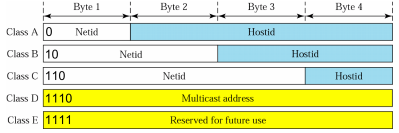 Byte 1 Byte 2 Byte 3 Byte 4
Class A 0 Netid Hostid
Class B 10 Netid Hostid
Class C 110 Netid Hostid
Class D 1110 Multicast address
Class E 1111 Reserved for future use